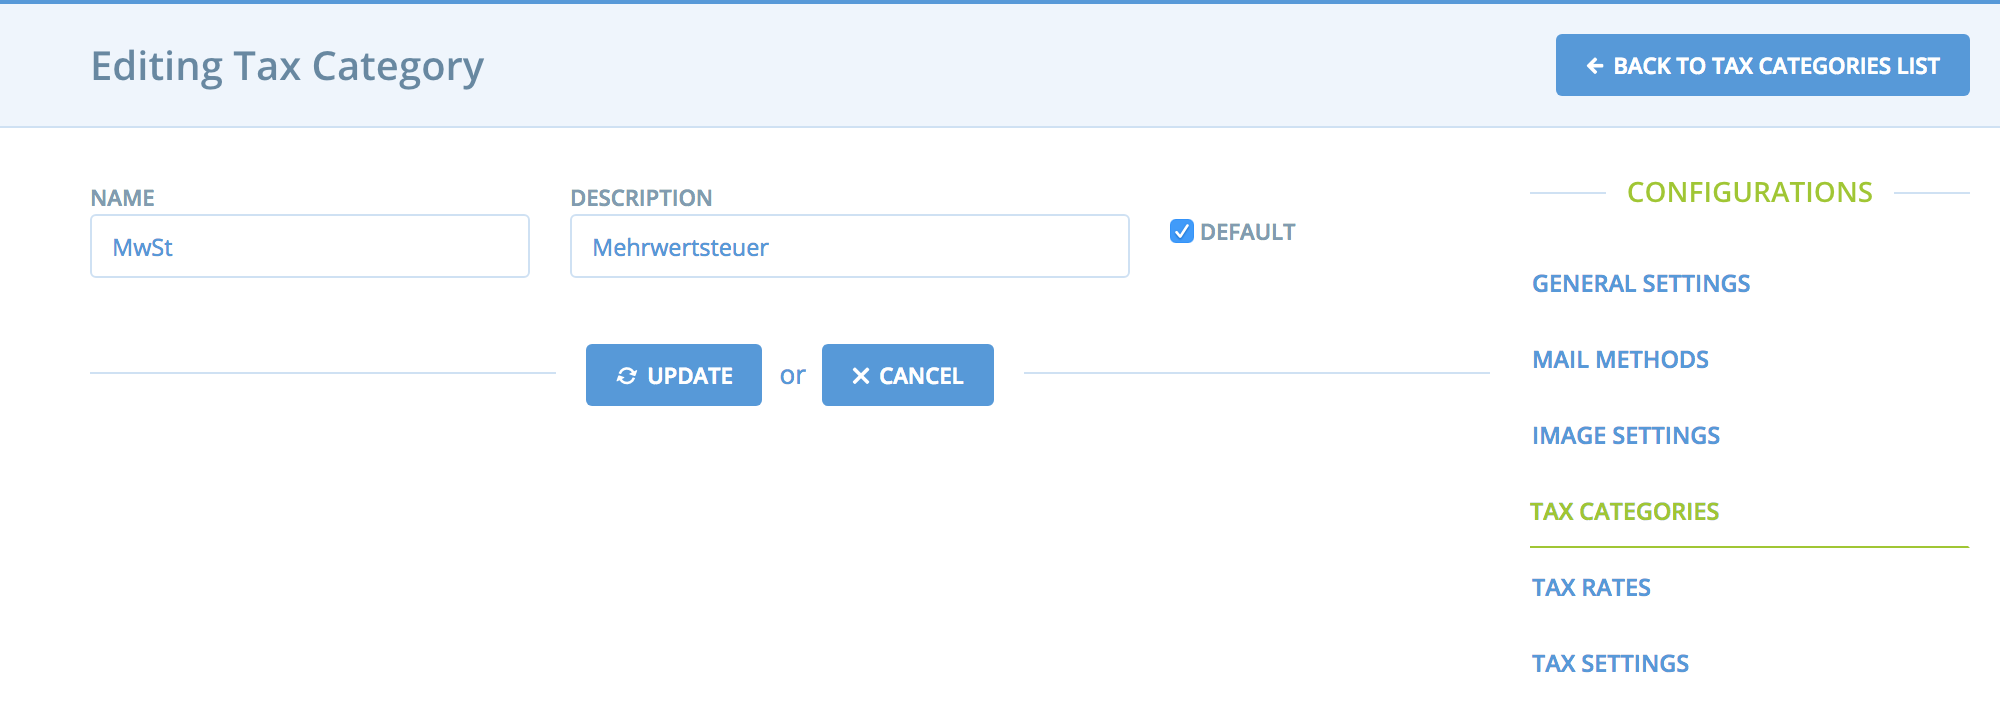 Editing Tax Category
BACK TO TAX CATEGORIES LIST
NAME
MwSt
DESCRIPTION
Mehrwertsteuer
DEFAULT
UPDATE or CANCEL
CONFIGURATIONS
GENERAL SETTINGS
MAIL METHODS
IMAGE SETTINGS
TAX CATEGORIES
TAX RATES
TAX SETTINGS